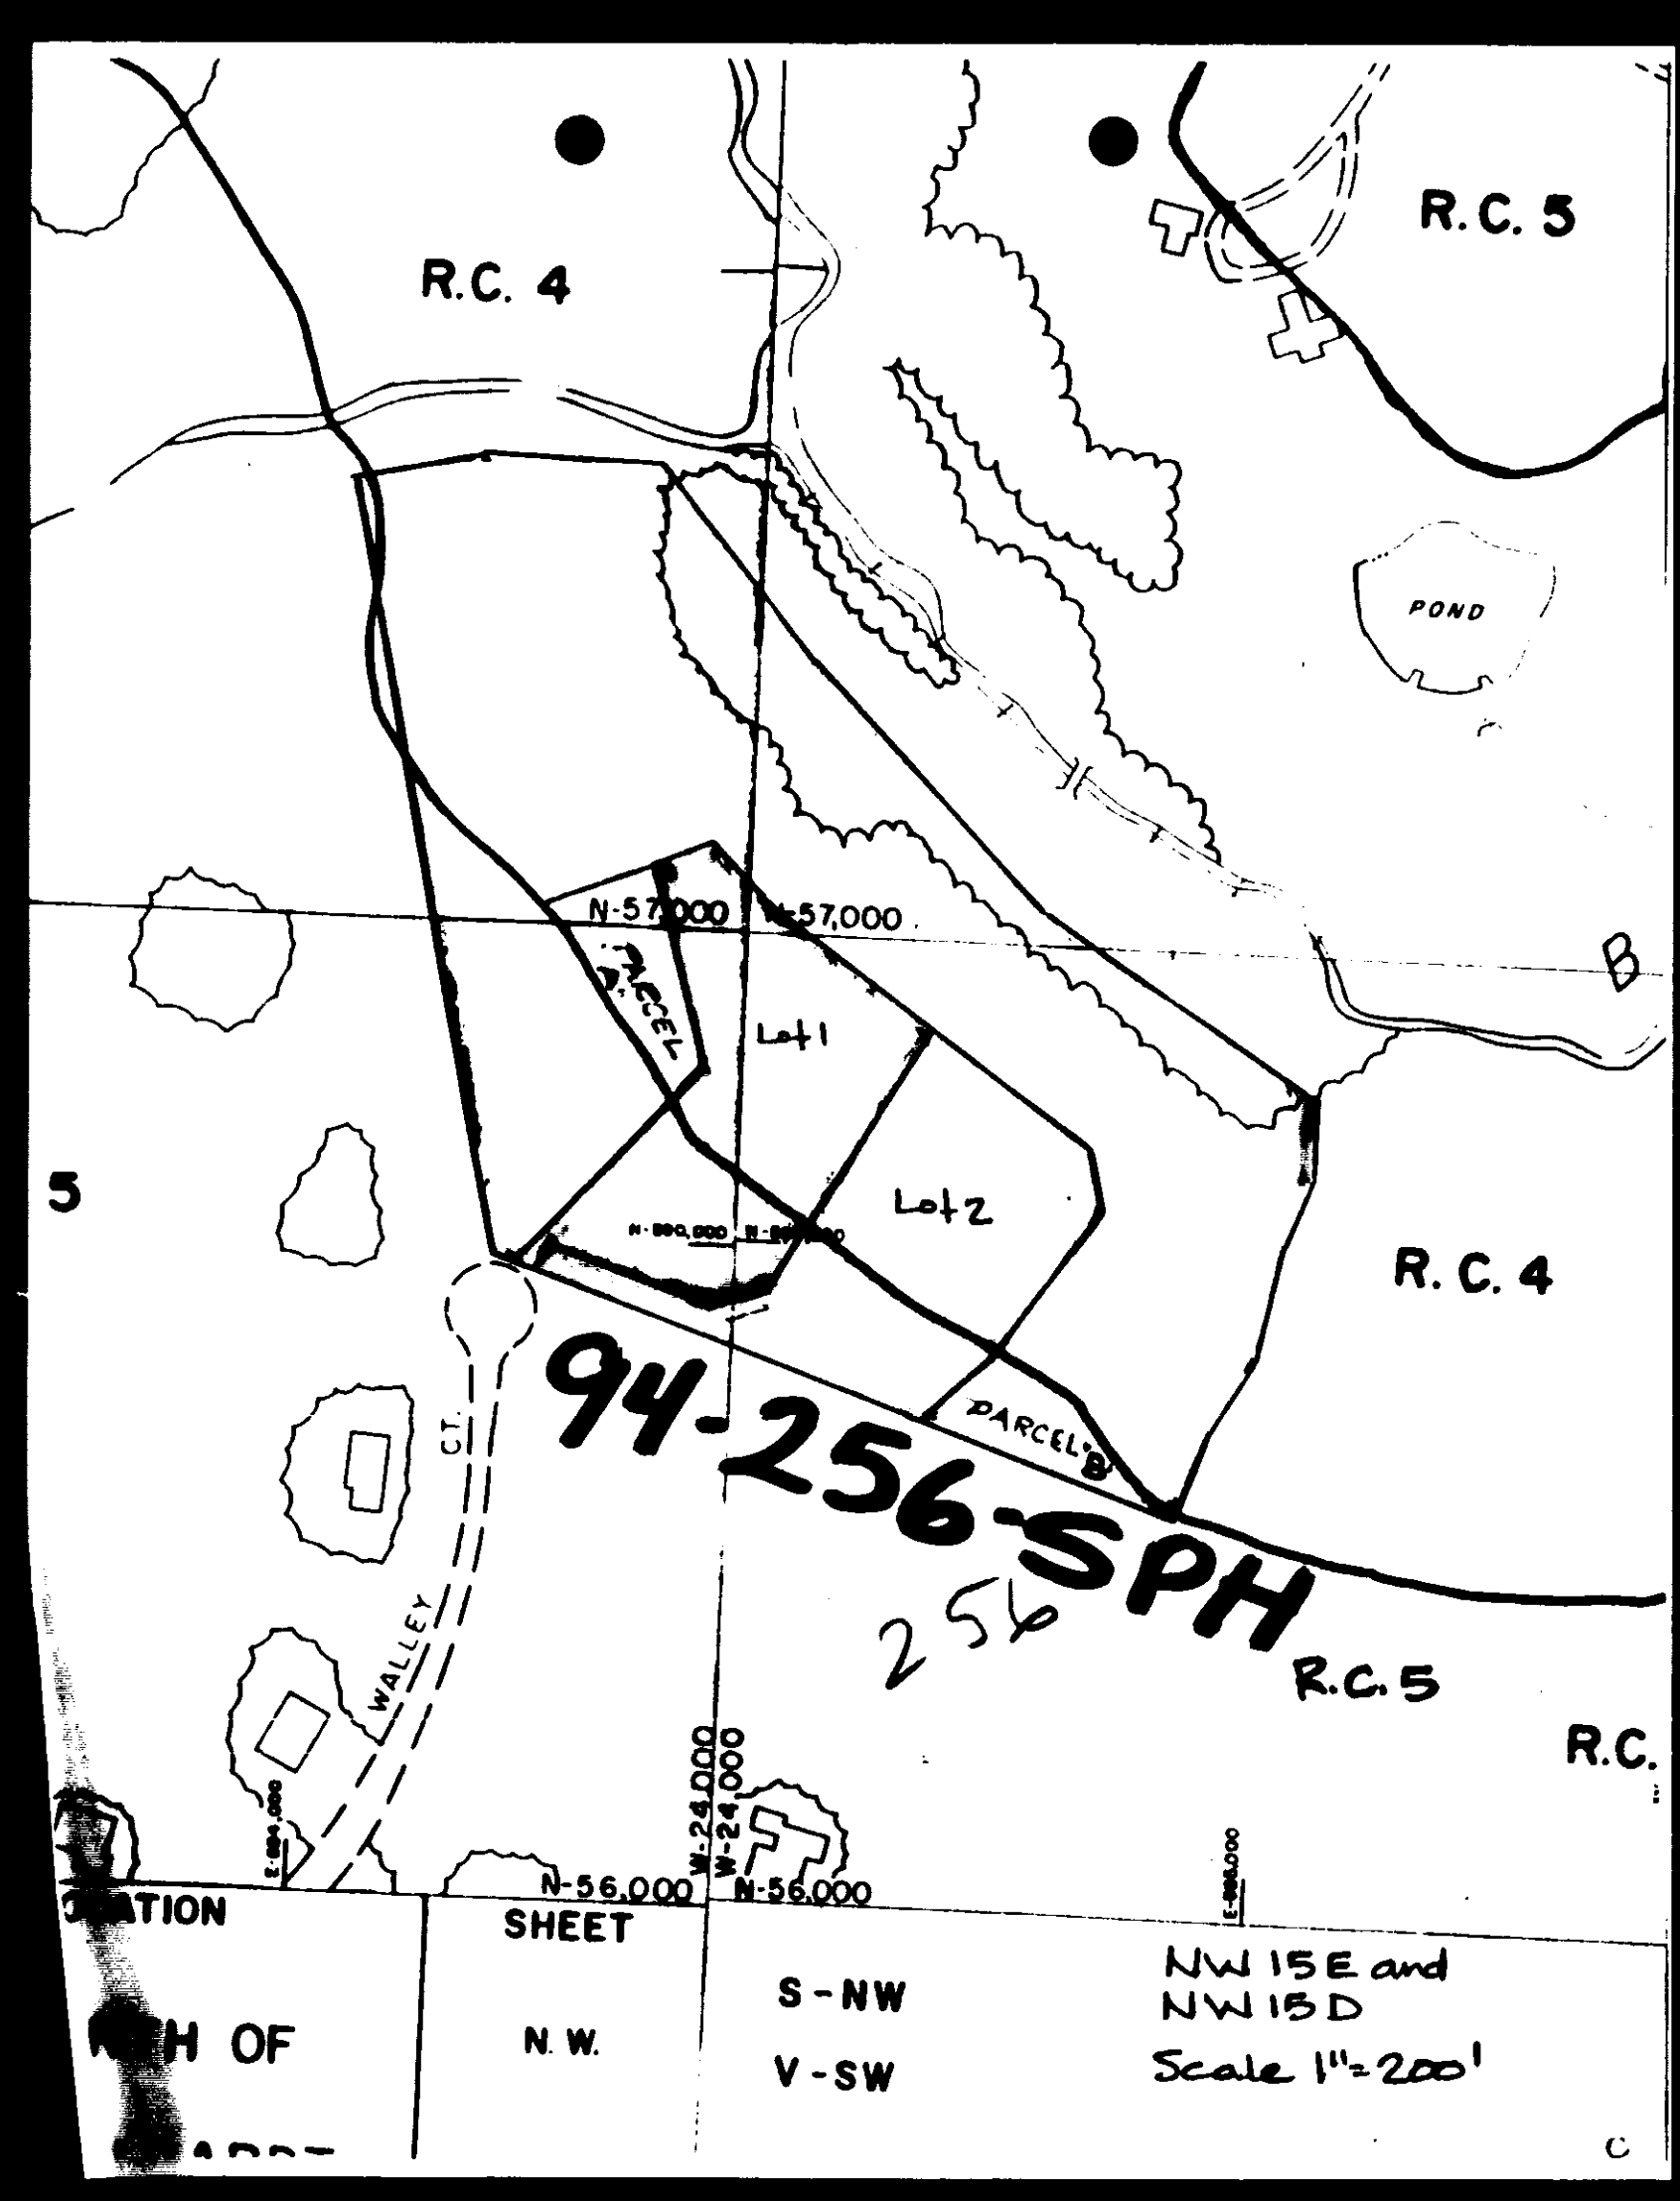 R.C. 5
R.C. 4
POND
N-57,000
N-57,000
B
PARCEL
A.
Lot 1
5
Lot 2
R.C. 4
94-256-SPH
PARCEL "B"
CT.
WALLEY
256
R.C. 5
R.C.
W-24,000
W-24,000
N-56,000
N-56,000
SHEET
N.W.
S-NW
V-SW
H OF
NW 15E and
NW 15D
Scale 1"=200'
C